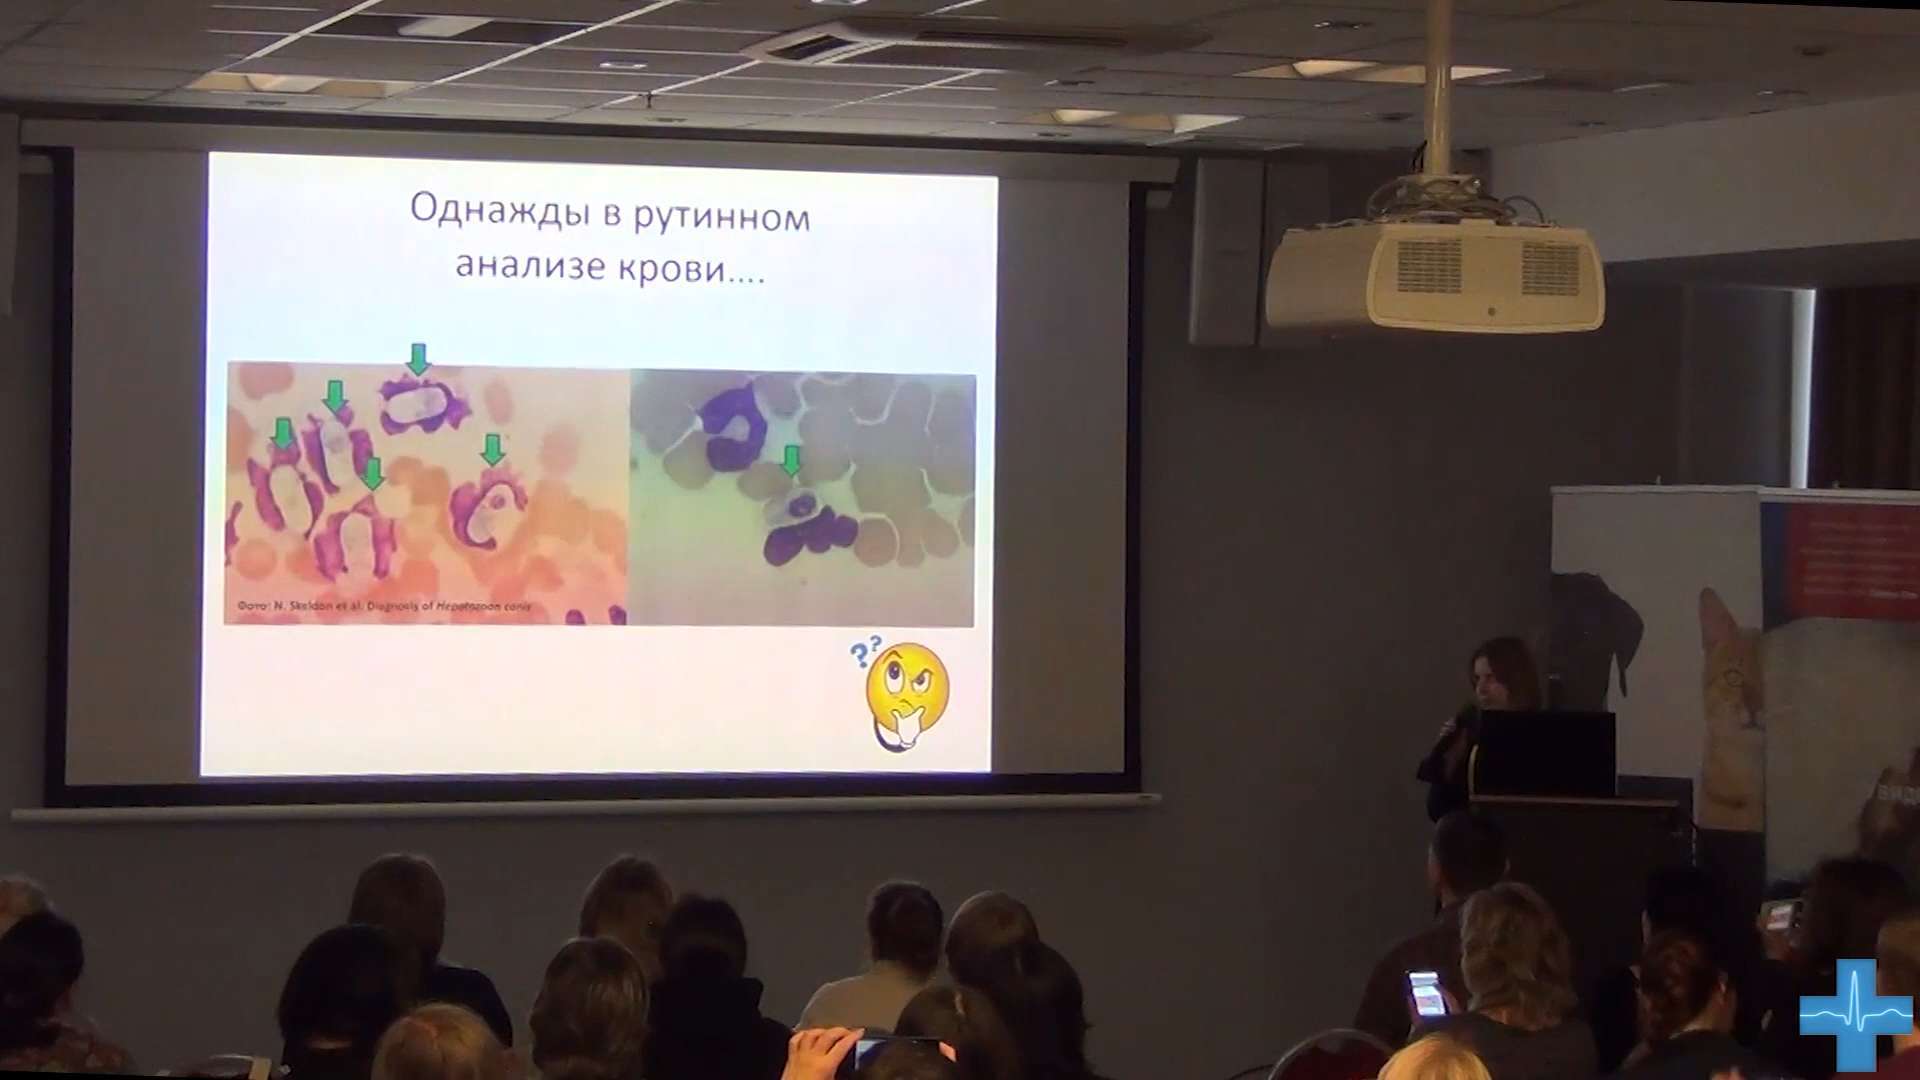 Однажды в рутинном
анализе крови....
Фото: N. Skeldon et al. Diagnosis of Hepatozoon canis
??